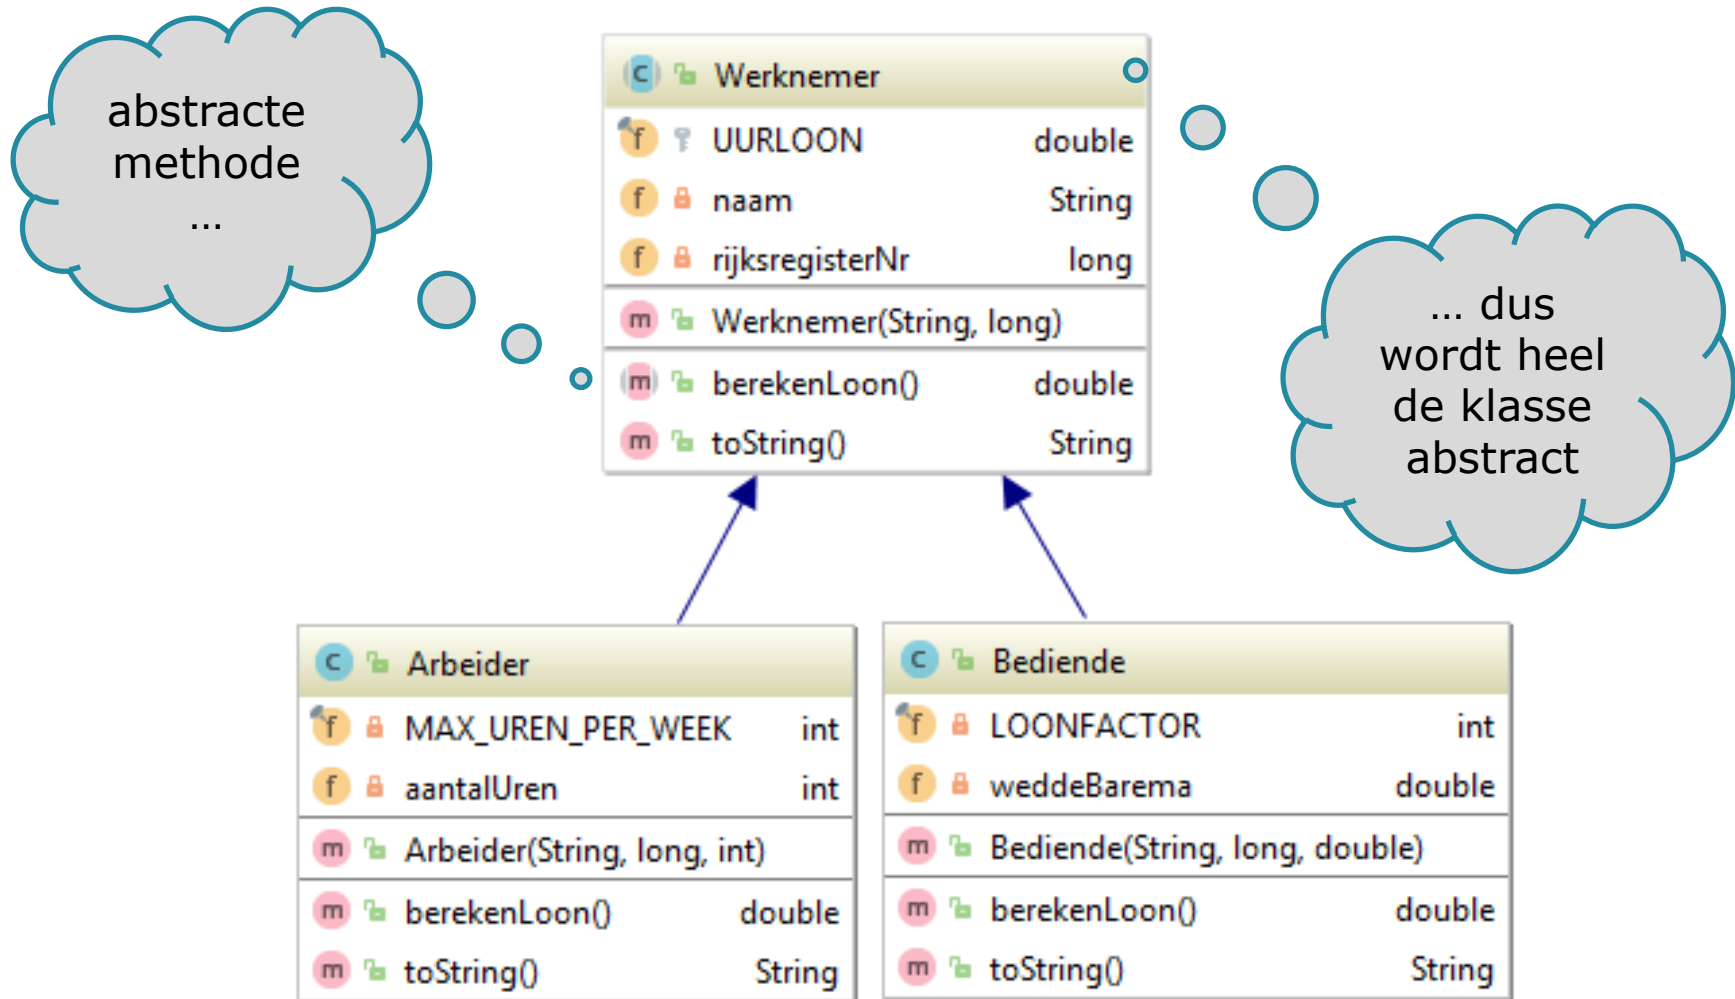 abstracte
methode
...
Werknemer
UURLOON double
naam String
rijksregisterNr long
Werknemer(String, long)
berekenLoon() double
toString() String
... dus
wordt heel
de klasse
abstract
Arbeider
MAX_UREN_PER_WEEK int
aantalUren int
Arbeider(String, long, int)
berekenLoon() double
toString() String
Bediende
LOONFACTOR int
weddeBarema double
Bediende(String, long, double)
berekenLoon() double
toString() String